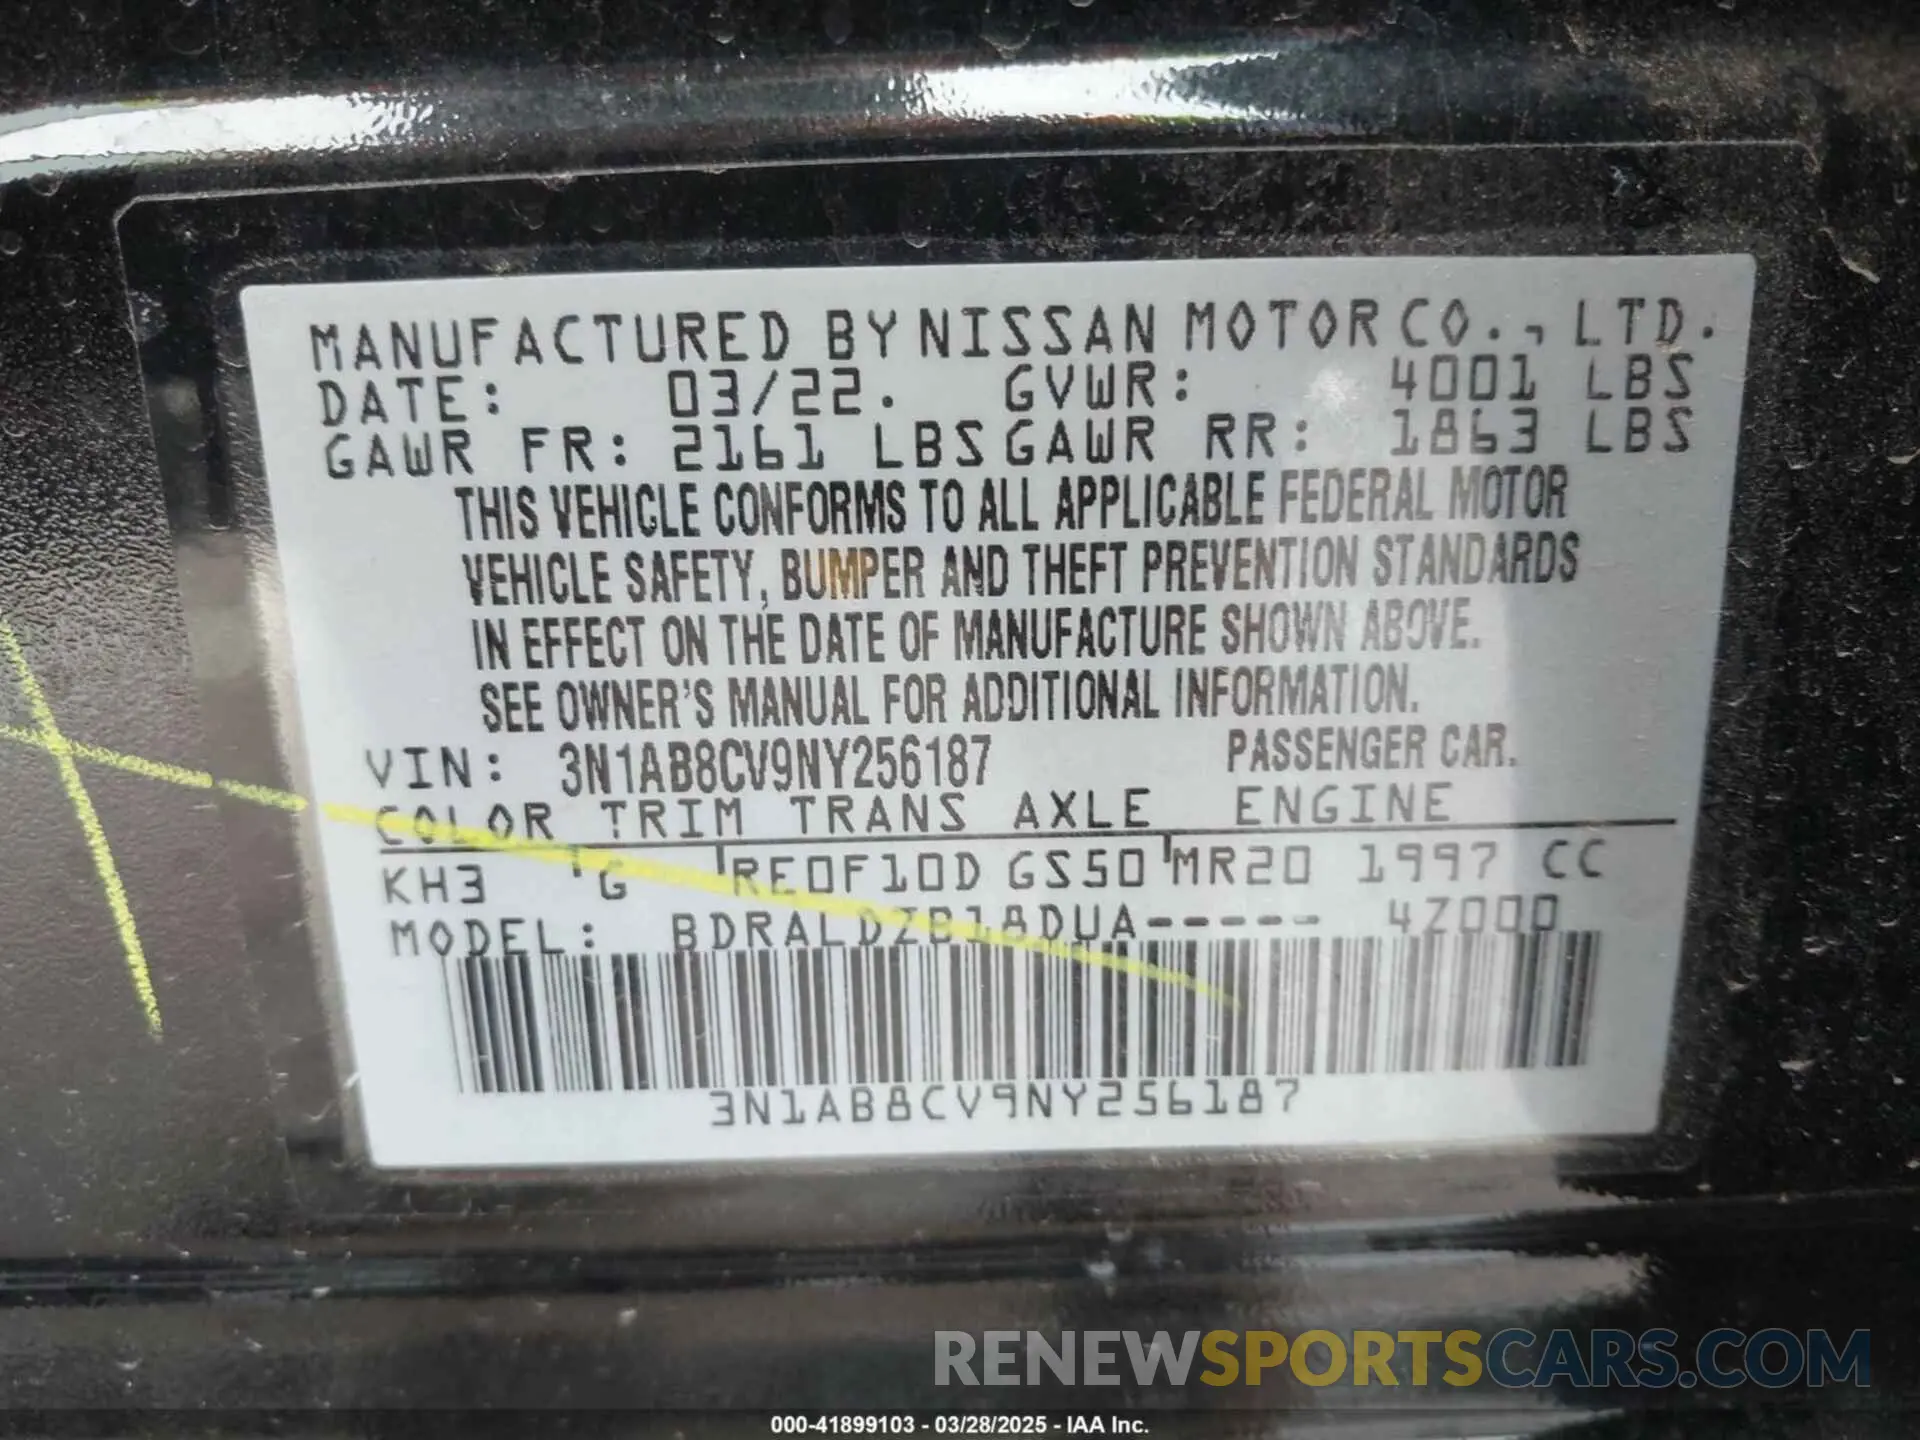 MANUFACTURED BY NISSAN MOTOR CO., LTD.
DATE: 03/22. GVWR: 4001 LBS
GAWR FR: 2161 LBS GAWR RR: 1863 LBS
THIS VEHICLE CONFORMS TO ALL APPLICABLE FEDERAL MOTOR
VEHICLE SAFETY, BUMPER AND THEFT PREVENTION STANDARDS
IN EFFECT ON THE DATE OF MANUFACTURE SHOWN ABOVE.
SEE OWNER'S MANUAL FOR ADDITIONAL INFORMATION.
VIN: 3N1AB8CV9NY256187 PASSENGER CAR.
COLOR TRIM TRANS AXLE ENGINE
KH3 G RE0F10D GS50 MR20 1997 CC
MODEL: BDRALDZB18DUA----- 4Z000
3N1AB8CV9NY256187
RENEWSPORTSCARS.COM
000-41899103 - 03/28/2025 - IAA Inc.